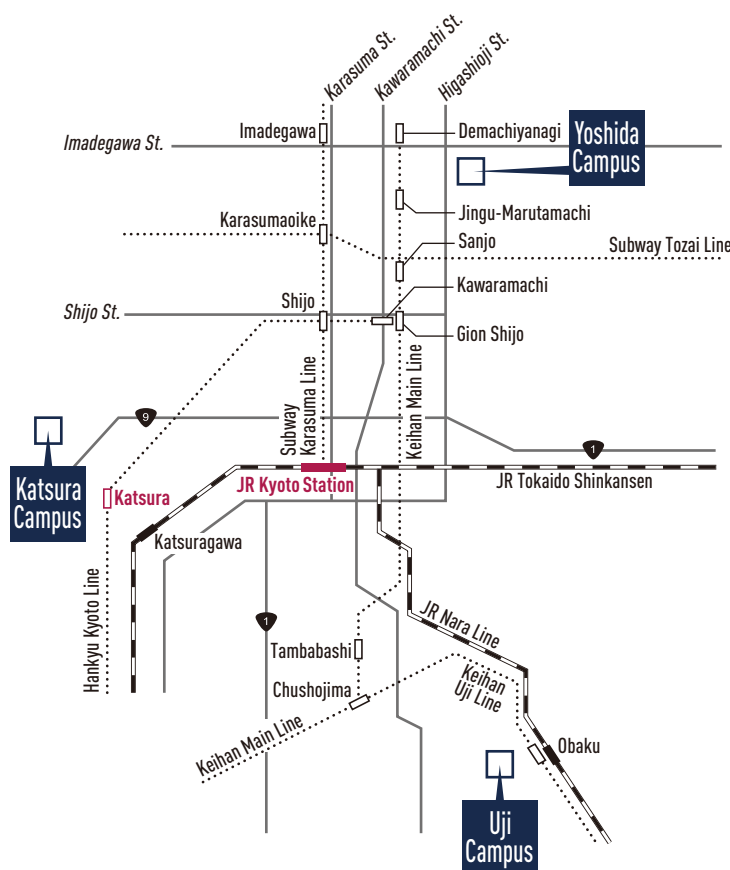 Karasuma St.
Kawaramachi St.
Higashioji St.
Imadegawa St.
Imadegawa
Demachiyanagi
Yoshida
Campus
Jingu-Marutamachi
Karasumaoike
Sanjo
Subway Tozai Line
Kawaramachi
Shijo St.
Shijo
Gion Shijo
Subway
Karasuma Line
Keihan Main Line
9
1
Katsura
Campus
Katsura
JR Kyoto Station
JR Tokaido Shinkansen
Katsuragawa
Hankyu Kyoto Line
1
JR Nara Line
Tambabashi
Chushojima
Keihan
Uji Line
Keihan Main Line
Obaku
Uji
Campus